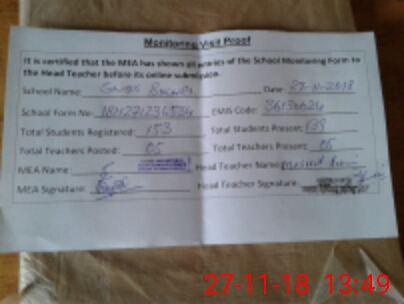 Monitoring Visit Proof
It is certified that the MEA has shown all entries of the School Monitoring Form to
the Head Teacher before its online submission.
School Name: Date: 27-11-2018
School Form No: EMIS Code:
Total Students Registered: 153 Total Students Present: 139
Total Teachers Posted: 05 Total Teachers Present: 05
MEA Name: Head Teacher Name:
MEA Signature: Head Teacher Signature:
27-11-18 13:49